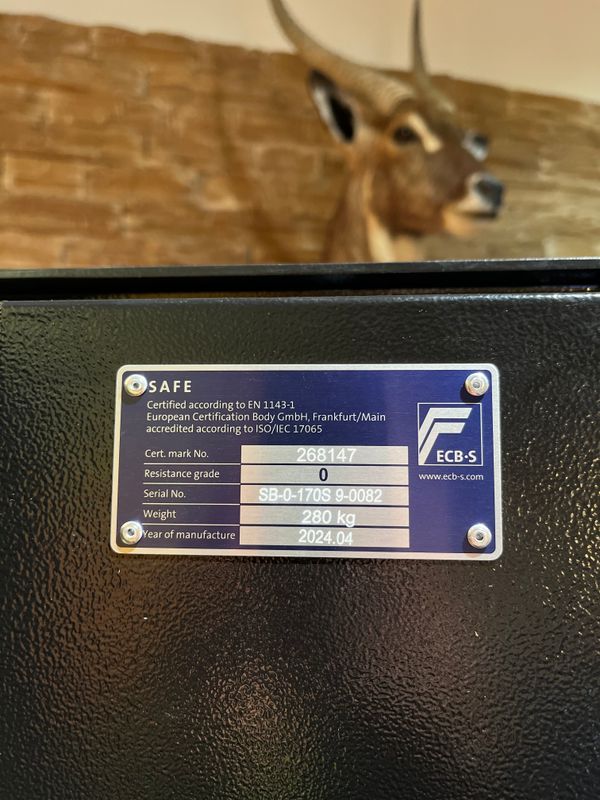 SAFE
Certified according to EN 1143-1
European Certification Body GmbH, Frankfurt/Main
accredited according to ISO/IEC 17065
Cert. mark No. 268147
Resistance grade 0
Serial No. SB-0-170S 9-0082
Weight 280 kg
Year of manufacture 2024.04
ECB·S
www.ecb-s.com